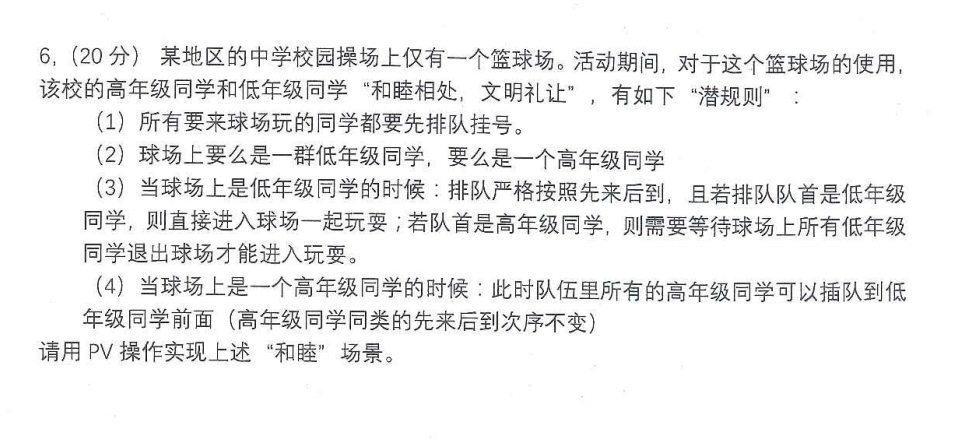 6,（20 分） 某地区的中学校园操场上仅有一个篮球场。活动期间，对于这个篮球场的使用，
该校的高年级同学和低年级同学 “和睦相处，文明礼让” ，有如下 “潜规则” ：
（1）所有要来球场玩的同学都要先排队挂号。
（2）球场上要么是一群低年级同学，要么是一个高年级同学
（3）当球场上是低年级同学的时候：排队严格按照先来后到，且若排队队首是低年级
同学，则直接进入球场一起玩耍；若队首是高年级同学，则需要等待球场上所有低年级
同学退出球场才能进入玩耍。
（4）当球场上是一个高年级同学的时候：此时队伍里所有的高年级同学可以插队到低
年级同学前面（高年级同学同类的先来后到次序不变）
请用 PV 操作实现上述 “和睦” 场景。